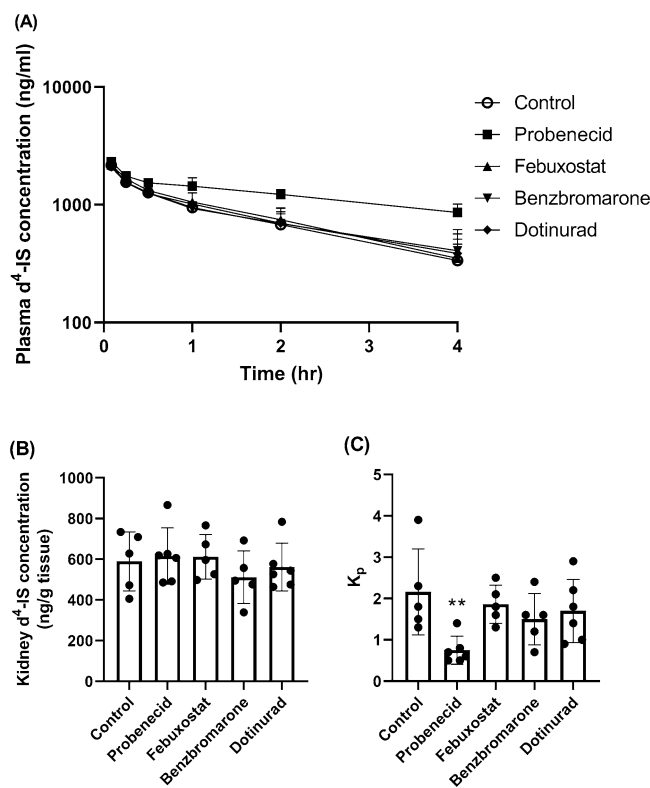 (A)
Plasma d⁴-IS concentration (ng/ml)
10000
1000
100
0
1
2
3
4
Time (hr)
Control
Probenecid
Febuxostat
Benzbromarone
Dotinurad
(B)
Kidney d⁴-IS concentration
(ng/g tissue)
1000
800
600
400
200
0
Control
Probenecid
Febuxostat
Benzbromarone
Dotinurad
(C)
Kp
5
4
3
2
1
0
**
Control
Probenecid
Febuxostat
Benzbromarone
Dotinurad